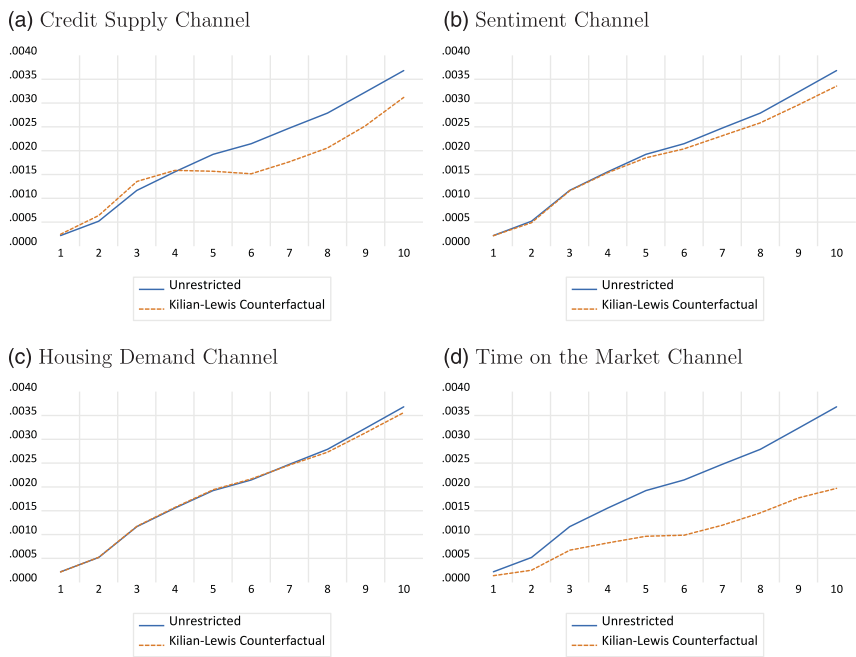 (a) Credit Supply Channel
.0040
.0035
.0030
.0025
.0020
.0015
.0010
.0005
.0000
1 2 3 4 5 6 7 8 9 10
Unrestricted
Kilian-Lewis Counterfactual
(b) Sentiment Channel
.0040
.0035
.0030
.0025
.0020
.0015
.0010
.0005
.0000
1 2 3 4 5 6 7 8 9 10
Unrestricted
Kilian-Lewis Counterfactual
(c) Housing Demand Channel
.0040
.0035
.0030
.0025
.0020
.0015
.0010
.0005
.0000
1 2 3 4 5 6 7 8 9 10
Unrestricted
Kilian-Lewis Counterfactual
(d) Time on the Market Channel
.0040
.0035
.0030
.0025
.0020
.0015
.0010
.0005
.0000
1 2 3 4 5 6 7 8 9 10
Unrestricted
Kilian-Lewis Counterfactual